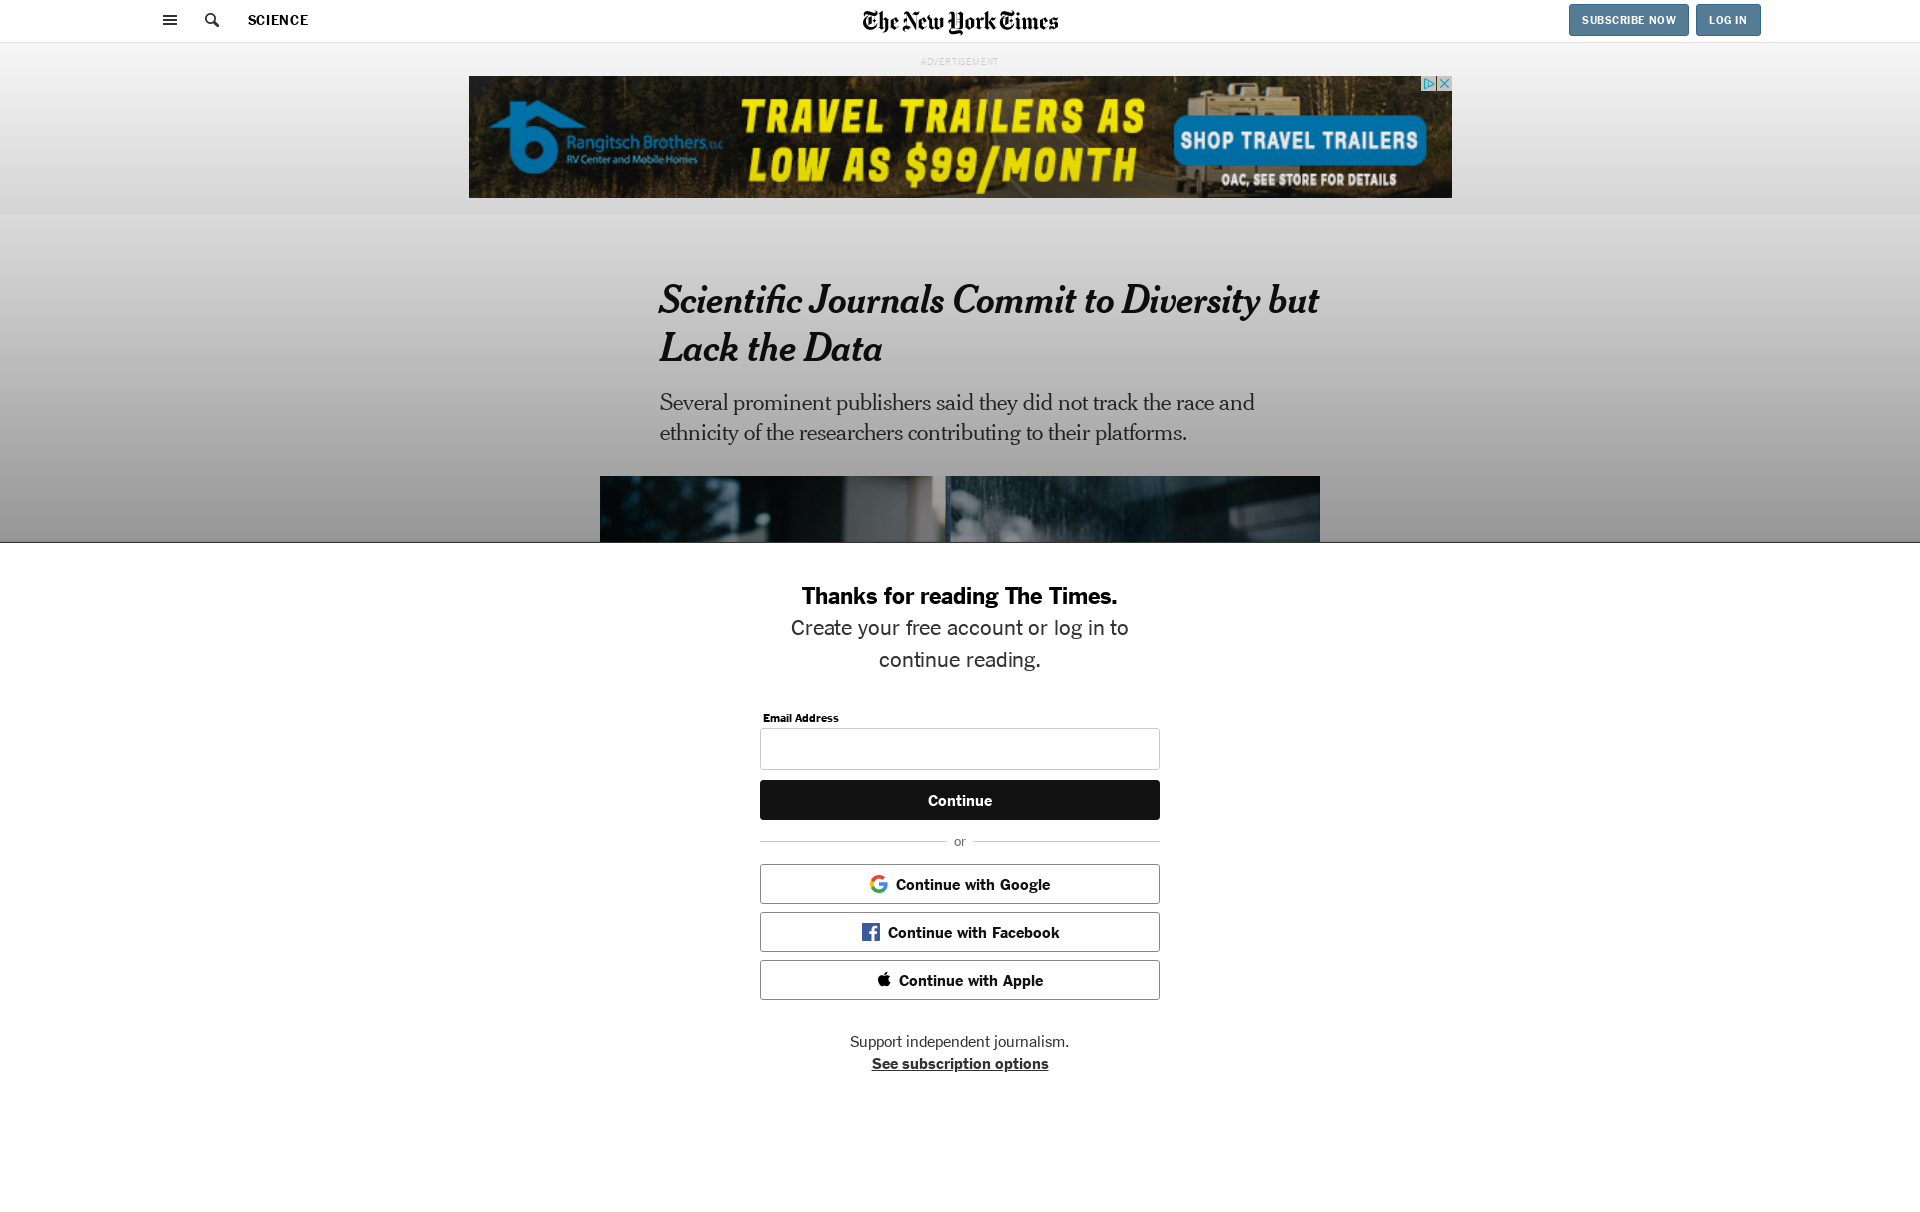 SCIENCE
The New York Times
SUBSCRIBE NOW
LOG IN
ADVERTISEMENT
Rangitsch Brothers, LLC
RV Center and Mobile Homes
TRAVEL TRAILERS AS
LOW AS $99/MONTH
SHOP TRAVEL TRAILERS
OAC, SEE STORE FOR DETAILS
Scientific Journals Commit to Diversity but
Lack the Data
Several prominent publishers said they did not track the race and
ethnicity of the researchers contributing to their platforms.
Thanks for reading The Times.
Create your free account or log in to
continue reading.
Email Address
Continue
or
Continue with Google
Continue with Facebook
Continue with Apple
Support independent journalism.
See subscription options